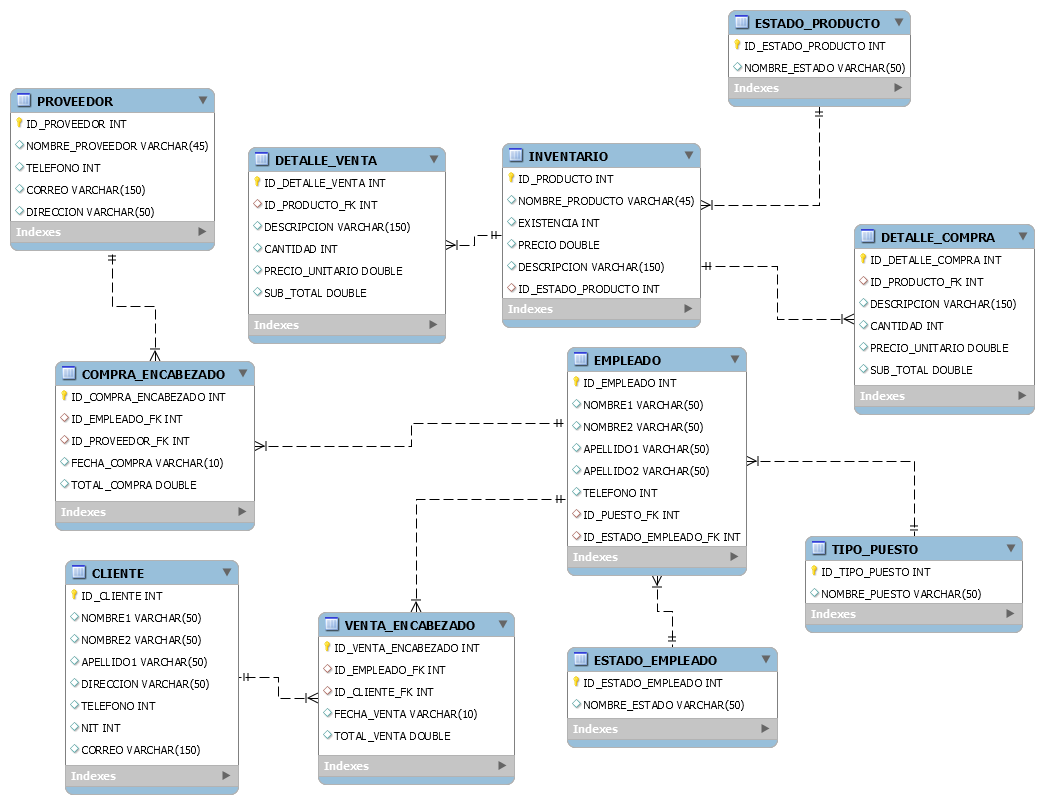 ESTADO_PRODUCTO
ID_ESTADO_PRODUCTO INT
NOMBRE_ESTADO VARCHAR(50)
Indexes
PROVEEDOR
ID_PROVEEDOR INT
NOMBRE_PROVEEDOR VARCHAR(45)
TELEFONO INT
CORREO VARCHAR(150)
DIRECCION VARCHAR(50)
Indexes
DETALLE_VENTA
ID_DETALLE_VENTA INT
ID_PRODUCTO_FK INT
DESCRIPCION VARCHAR(150)
CANTIDAD INT
PRECIO_UNITARIO DOUBLE
SUB_TOTAL DOUBLE
Indexes
INVENTARIO
ID_PRODUCTO INT
NOMBRE_PRODUCTO VARCHAR(45)
EXISTENCIA INT
PRECIO DOUBLE
DESCRIPCION VARCHAR(150)
ID_ESTADO_PRODUCTO INT
Indexes
DETALLE_COMPRA
ID_DETALLE_COMPRA INT
ID_PRODUCTO_FK INT
DESCRIPCION VARCHAR(150)
CANTIDAD INT
PRECIO_UNITARIO DOUBLE
SUB_TOTAL DOUBLE
Indexes
COMPRA_ENCABEZADO
ID_COMPRA_ENCABEZADO INT
ID_EMPLEADO_FK INT
ID_PROVEEDOR_FK INT
FECHA_COMPRA VARCHAR(10)
TOTAL_COMPRA DOUBLE
Indexes
EMPLEADO
ID_EMPLEADO INT
NOMBRE1 VARCHAR(50)
NOMBRE2 VARCHAR(50)
APELLIDO1 VARCHAR(50)
APELLIDO2 VARCHAR(50)
TELEFONO INT
ID_PUESTO_FK INT
ID_ESTADO_EMPLEADO_FK INT
Indexes
TIPO_PUESTO
ID_TIPO_PUESTO INT
NOMBRE_PUESTO VARCHAR(50)
Indexes
CLIENTE
ID_CLIENTE INT
NOMBRE1 VARCHAR(50)
NOMBRE2 VARCHAR(50)
APELLIDO1 VARCHAR(50)
DIRECCION VARCHAR(50)
TELEFONO INT
NIT INT
CORREO VARCHAR(150)
Indexes
VENTA_ENCABEZADO
ID_VENTA_ENCABEZADO INT
ID_EMPLEADO_FK INT
ID_CLIENTE_FK INT
FECHA_VENTA VARCHAR(10)
TOTAL_VENTA DOUBLE
Indexes
ESTADO_EMPLEADO
ID_ESTADO_EMPLEADO INT
NOMBRE_ESTADO VARCHAR(50)
Indexes